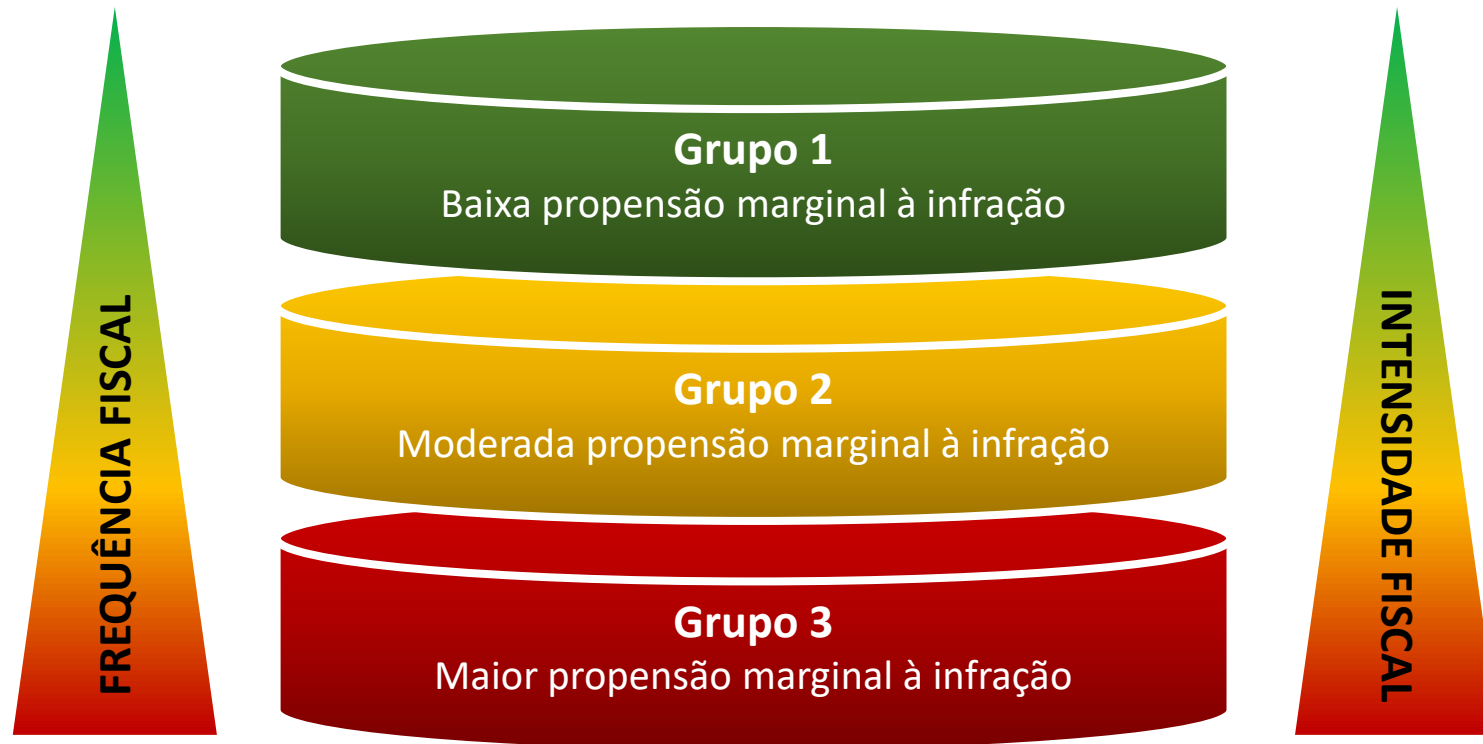 FREQUÊNCIA FISCAL
Grupo 1
Baixa propensão marginal à infração
Grupo 2
Moderada propensão marginal à infração
Grupo 3
Maior propensão marginal à infração
INTENSIDADE FISCAL